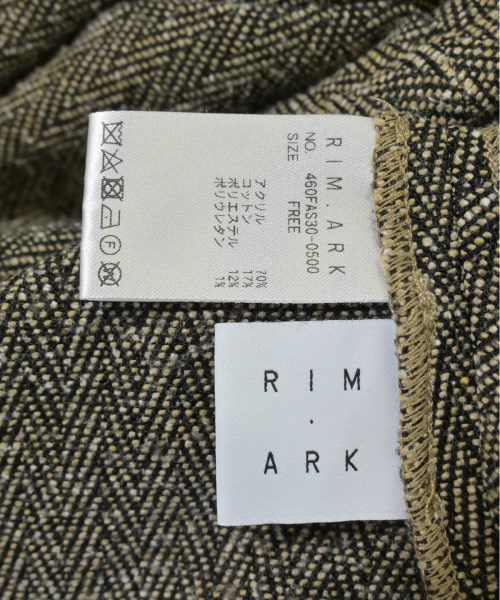 RIM.ARK
NO. 460FAS30-0500
SIZE FREE
アクリル 70%
コットン 17%
ポリエステル 12%
ポリウレタン 1%
RIM
.
ARK